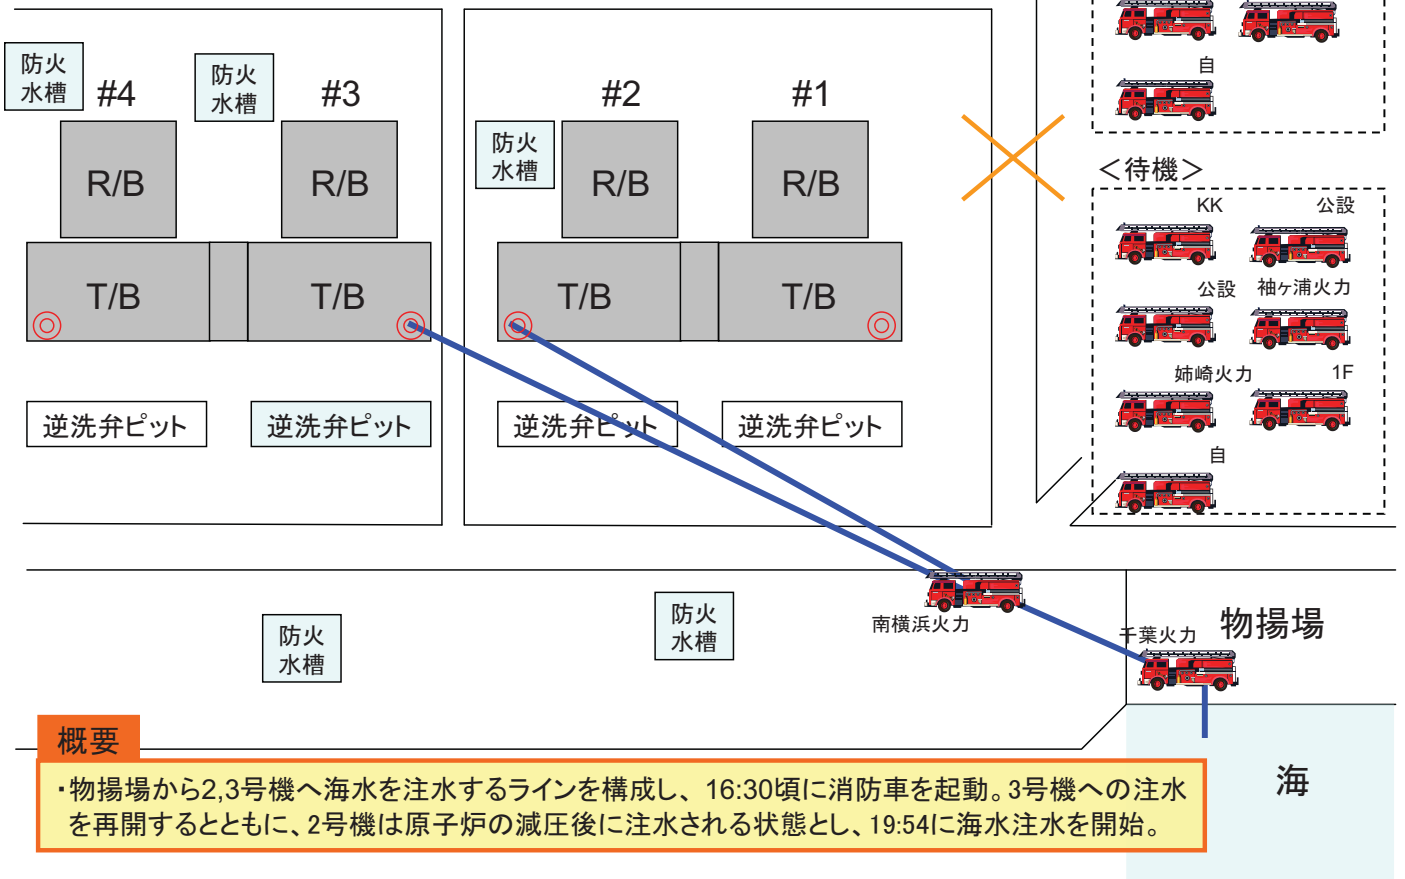 防火
水槽
#4
防火
水槽
#3
#2
#1
防火
水槽
R/B
R/B
R/B
R/B
T/B
T/B
T/B
T/B
逆洗弁ピット
逆洗弁ピット
逆洗弁ピット
逆洗弁ピット
自
＜待機＞
KK
公設
公設
袖ヶ浦火力
姉崎火力
1F
自
防火
水槽
防火
水槽
南横浜火力
千葉火力
物揚場
海
概要
・物揚場から2,3号機へ海水を注水するラインを構成し、16:30頃に消防車を起動。3号機への注水
を再開するとともに、2号機は原子炉の減圧後に注水される状態とし、19:54に海水注水を開始。